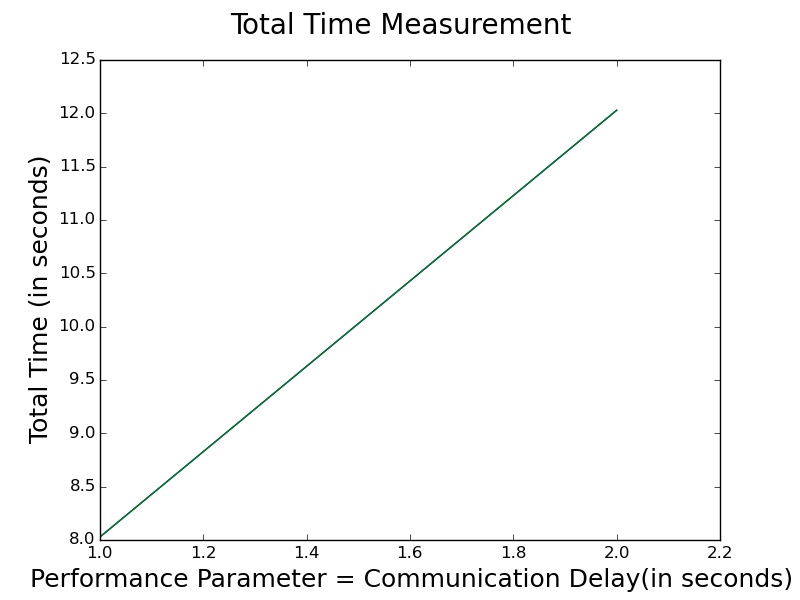 Total Time Measurement
12.5
12.0
11.5
11.0
10.5
10.0
9.5
9.0
8.5
8.0
Total Time (in seconds)
1.0 1.2 1.4 1.6 1.8 2.0 2.2
Performance Parameter = Communication Delay(in seconds)